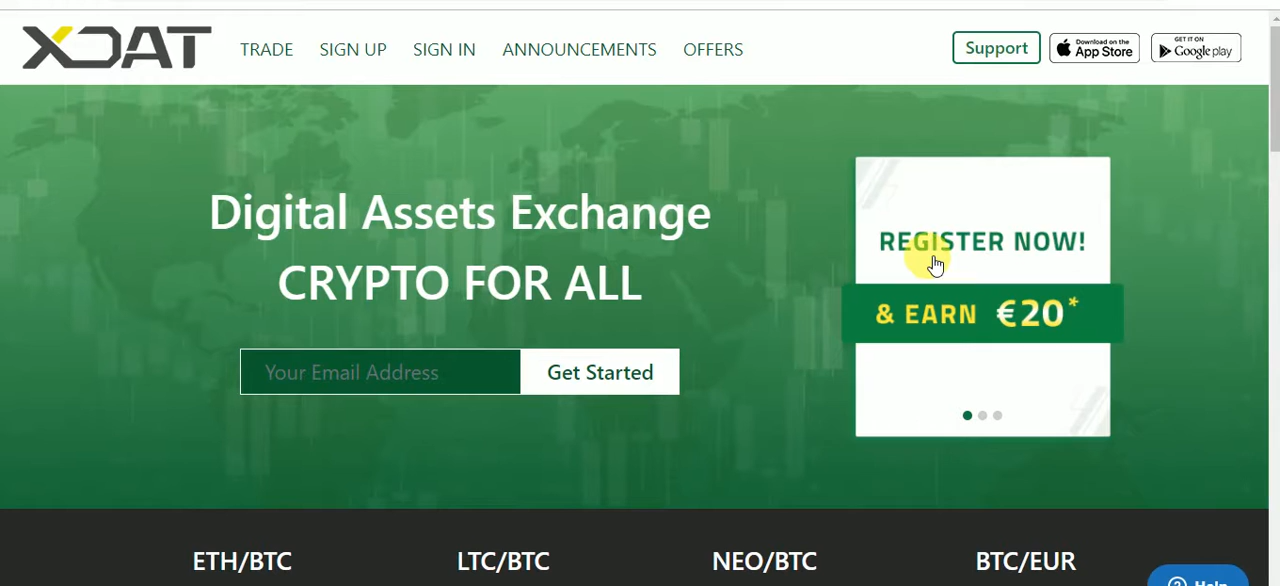 XDAT
TRADE SIGN UP SIGN IN ANNOUNCEMENTS OFFERS
Support
Download on the
App Store
GET IT ON
Google play
Digital Assets Exchange
CRYPTO FOR ALL
Your Email Address
Get Started
REGISTER NOW!
& EARN €20*
ETH/BTC LTC/BTC NEO/BTC BTC/EUR
Help